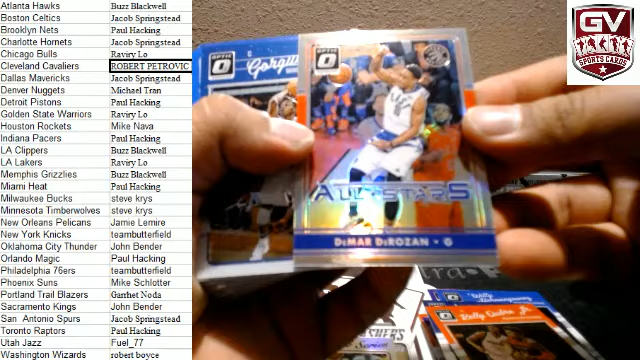 Atlanta Hawks Buzz Blackwell
Boston Celtics Jacob Springstead
Brooklyn Nets Paul Hacking
Charlotte Hornets Jacob Springstead
Chicago Bulls Raviry Lo
Cleveland Cavaliers ROBERT PETROVIC
Dallas Mavericks Jacob Springstead
Denver Nuggets Michael Tran
Detroit Pistons Paul Hacking
Golden State Warriors Raviry Lo
Houston Rockets Mike Nava
Indiana Pacers Paul Hacking
LA Clippers Buzz Blackwell
LA Lakers Raviry Lo
Memphis Grizzlies Buzz Blackwell
Miami Heat Paul Hacking
Milwaukee Bucks steve krys
Minnesota Timberwolves steve krys
New Orleans Pelicans Jamie Lemire
New York Knicks teambutterfield
Oklahoma City Thunder John Bender
Orlando Magic Paul Hacking
Philadelphia 76ers teambutterfield
Phoenix Suns Mike Schlotter
Portland Trail Blazers Garrhet Noda
Sacramento Kings John Bender
San Antonio Spurs Jacob Springstead
Toronto Raptors Paul Hacking
Utah Jazz Fuel_77
Washington Wizards robert boyce
OPTIC
OPTIC
ALL-STARS
DEMAR DEROZAN • G
Kelly Oubre Jr.
GV
SPORTS CARDS